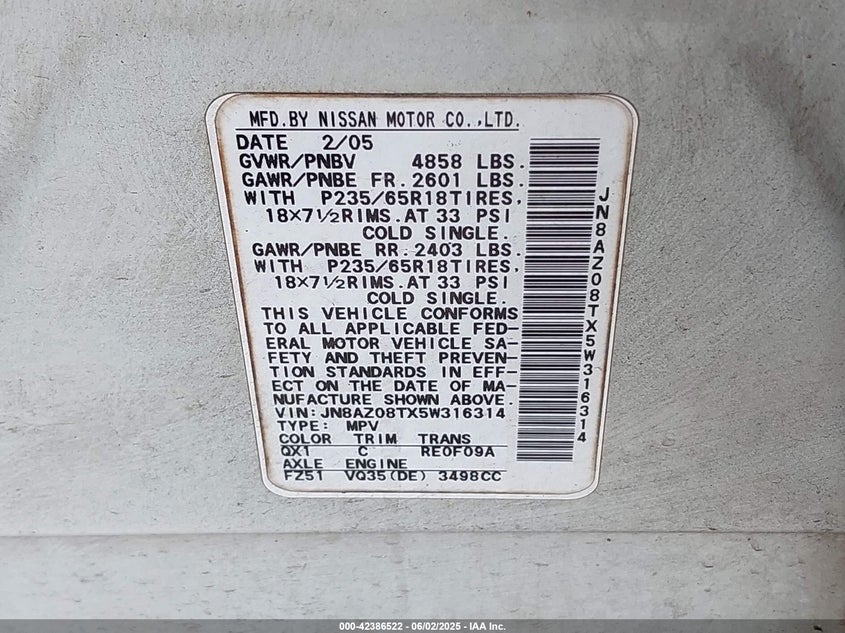 MFD.BY NISSAN MOTOR CO.,LTD.
DATE 2/05
GVWR/PNBV 4858 LBS.
GAWR/PNBE FR.2601 LBS.
WITH P235/65R18TIRES,
18×7½RIMS.AT 33 PSI
COLD SINGLE.
GAWR/PNBE RR.2403 LBS.
WITH P235/65R18TIRES,
18×7½RIMS.AT 33 PSI
COLD SINGLE.
THIS VEHICLE CONFORMS
TO ALL APPLICABLE FED-
ERAL MOTOR VEHICLE SA-
FETY AND THEFT PREVEN-
TION STANDARDS IN EFF-
ECT ON THE DATE OF MA-
NUFACTURE SHOWN ABOVE.
VIN:JN8AZ08TX5W316314
TYPE: MPV
COLOR TRIM TRANS
QX1 C RE0F09A
AXLE ENGINE
FZ51 VQ35(DE) 3498CC
JN8AZ08TX5W316314
000-42386522 - 06/02/2025 - IAA Inc.